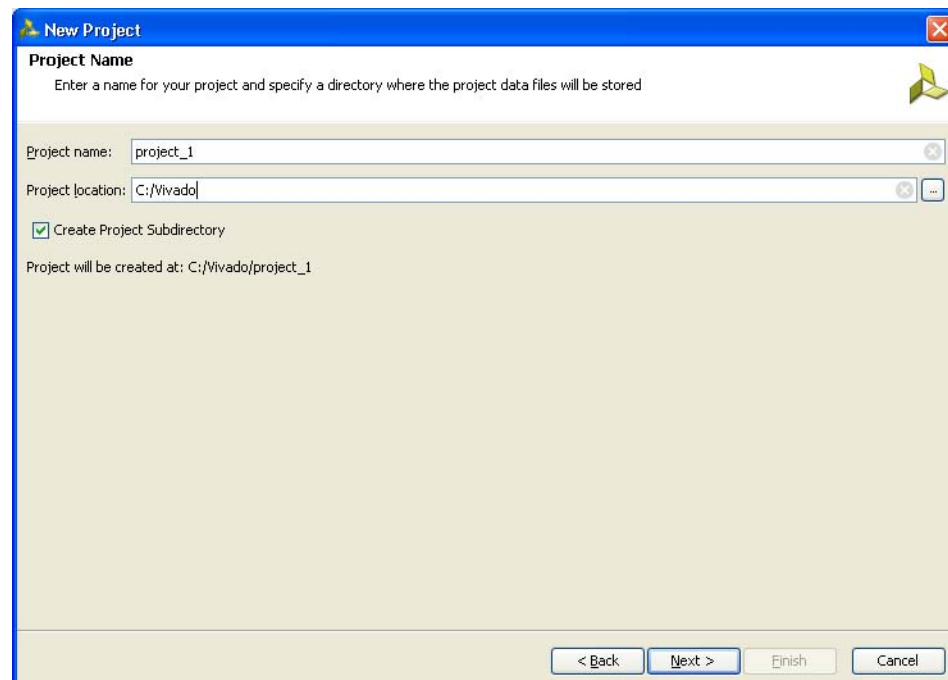 New Project
Project Name
Enter a name for your project and specify a directory where the project data files will be stored
Project name: project_1
Project location: C:/Vivado
...
Create Project Subdirectory
Project will be created at: C:/Vivado/project_1
< Back Next > Finish Cancel